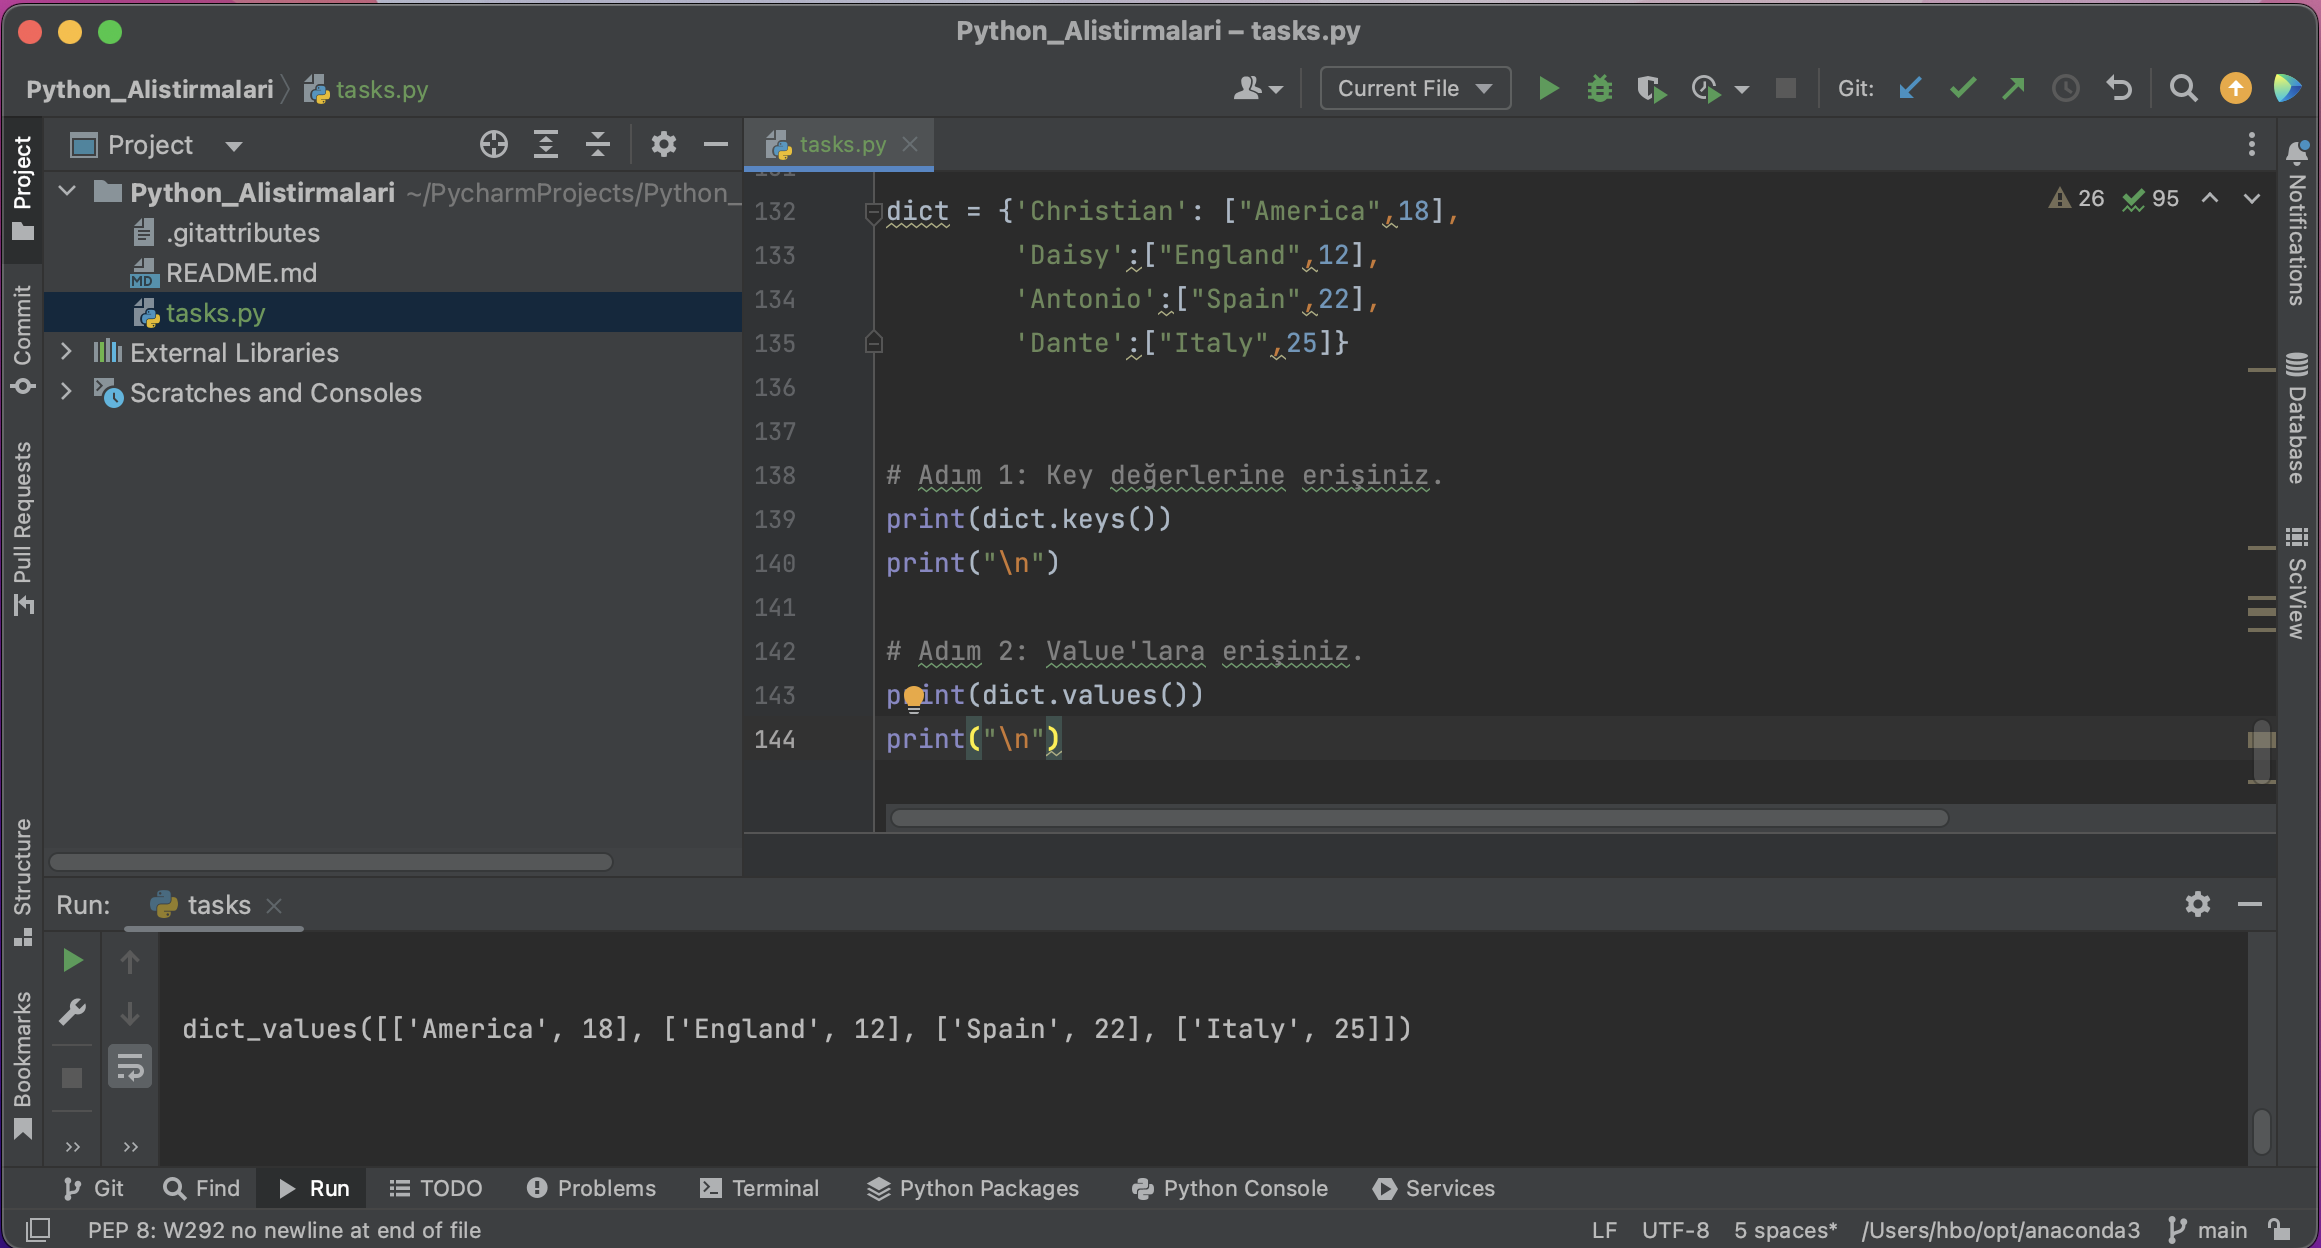 Python_Alistirmalari – tasks.py
Python_Alistirmalari
tasks.py
Current File
Git:
Project
Project
Commit
Pull Requests
Structure
Bookmarks
Python_Alistirmalari ~/PycharmProjects/Python_
.gitattributes
README.md
tasks.py
External Libraries
Scratches and Consoles
tasks.py
26 95
132 dict = {'Christian': ["America",18],
133 'Daisy':["England",12],
134 'Antonio':["Spain",22],
135 'Dante':["Italy",25]}
136
137
138 # Adım 1: Key değerlerine erişiniz.
139 print(dict.keys())
140 print("\n")
141
142 # Adım 2: Value'lara erişiniz.
143 print(dict.values())
144 print("\n")
Notifications
Database
SciView
Run: tasks
dict_values([['America', 18], ['England', 12], ['Spain', 22], ['Italy', 25]])
Git Find Run TODO Problems Terminal Python Packages Python Console Services
PEP 8: W292 no newline at end of file LF UTF-8 5 spaces* /Users/hbo/opt/anaconda3 main